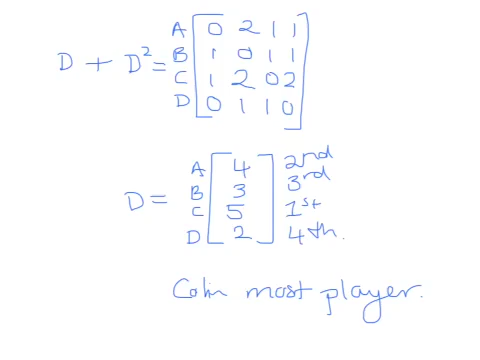 A 0 2 1 1
D + D²= B 1 0 1 1
C 1 2 0 2
D 0 1 1 0
A 4 2nd
D = B 3 3rd
C 5 1st
D 2 4th.
Colin most player.